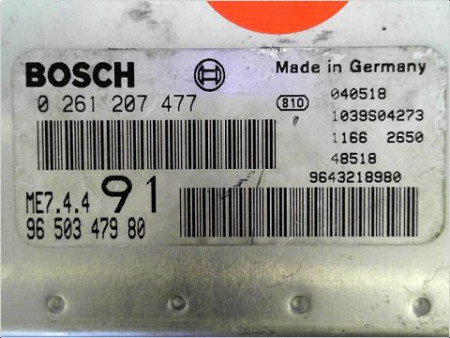 BOSCH
Made in Germany
0 261 207 477
810
040518
1039S04273
1166 2650
48518
9643218980
ME7.4.4 91
96 503 479 80